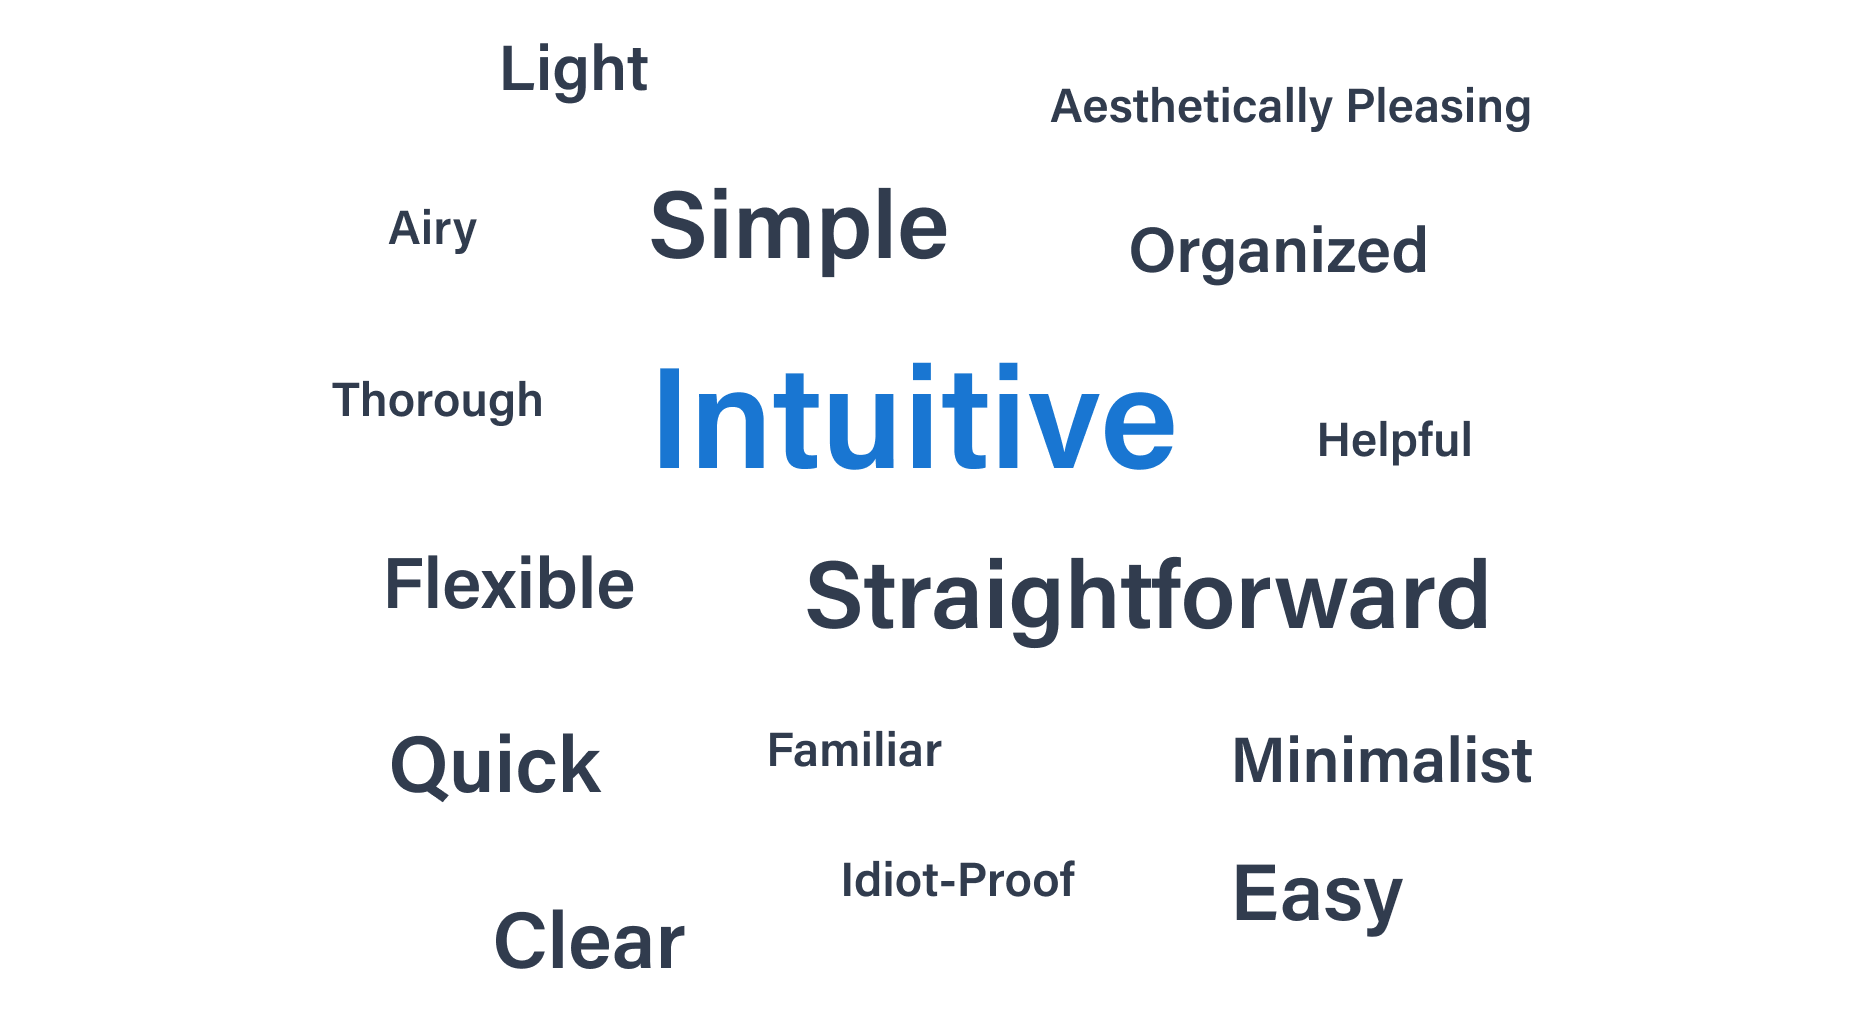 Light
Aesthetically Pleasing
Simple
Airy
Organized
Intuitive
Thorough
Helpful
Flexible
Straightforward
Quick
Familiar
Minimalist
Idiot-Proof
Easy
Clear